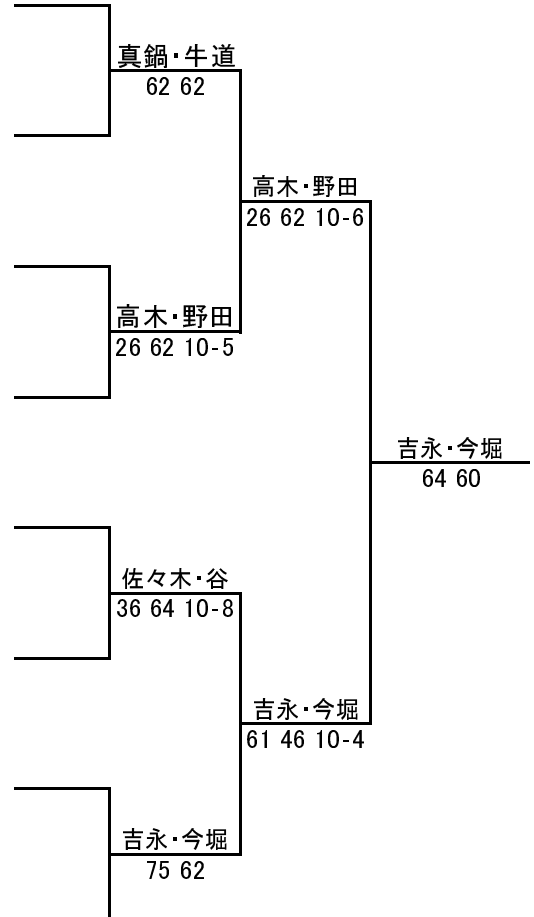 真鍋・牛道
62 62
高木・野田
26 62 10-6
高木・野田
26 62 10-5
吉永・今堀
64 60
佐々木・谷
36 64 10-8
吉永・今堀
61 46 10-4
吉永・今堀
75 62